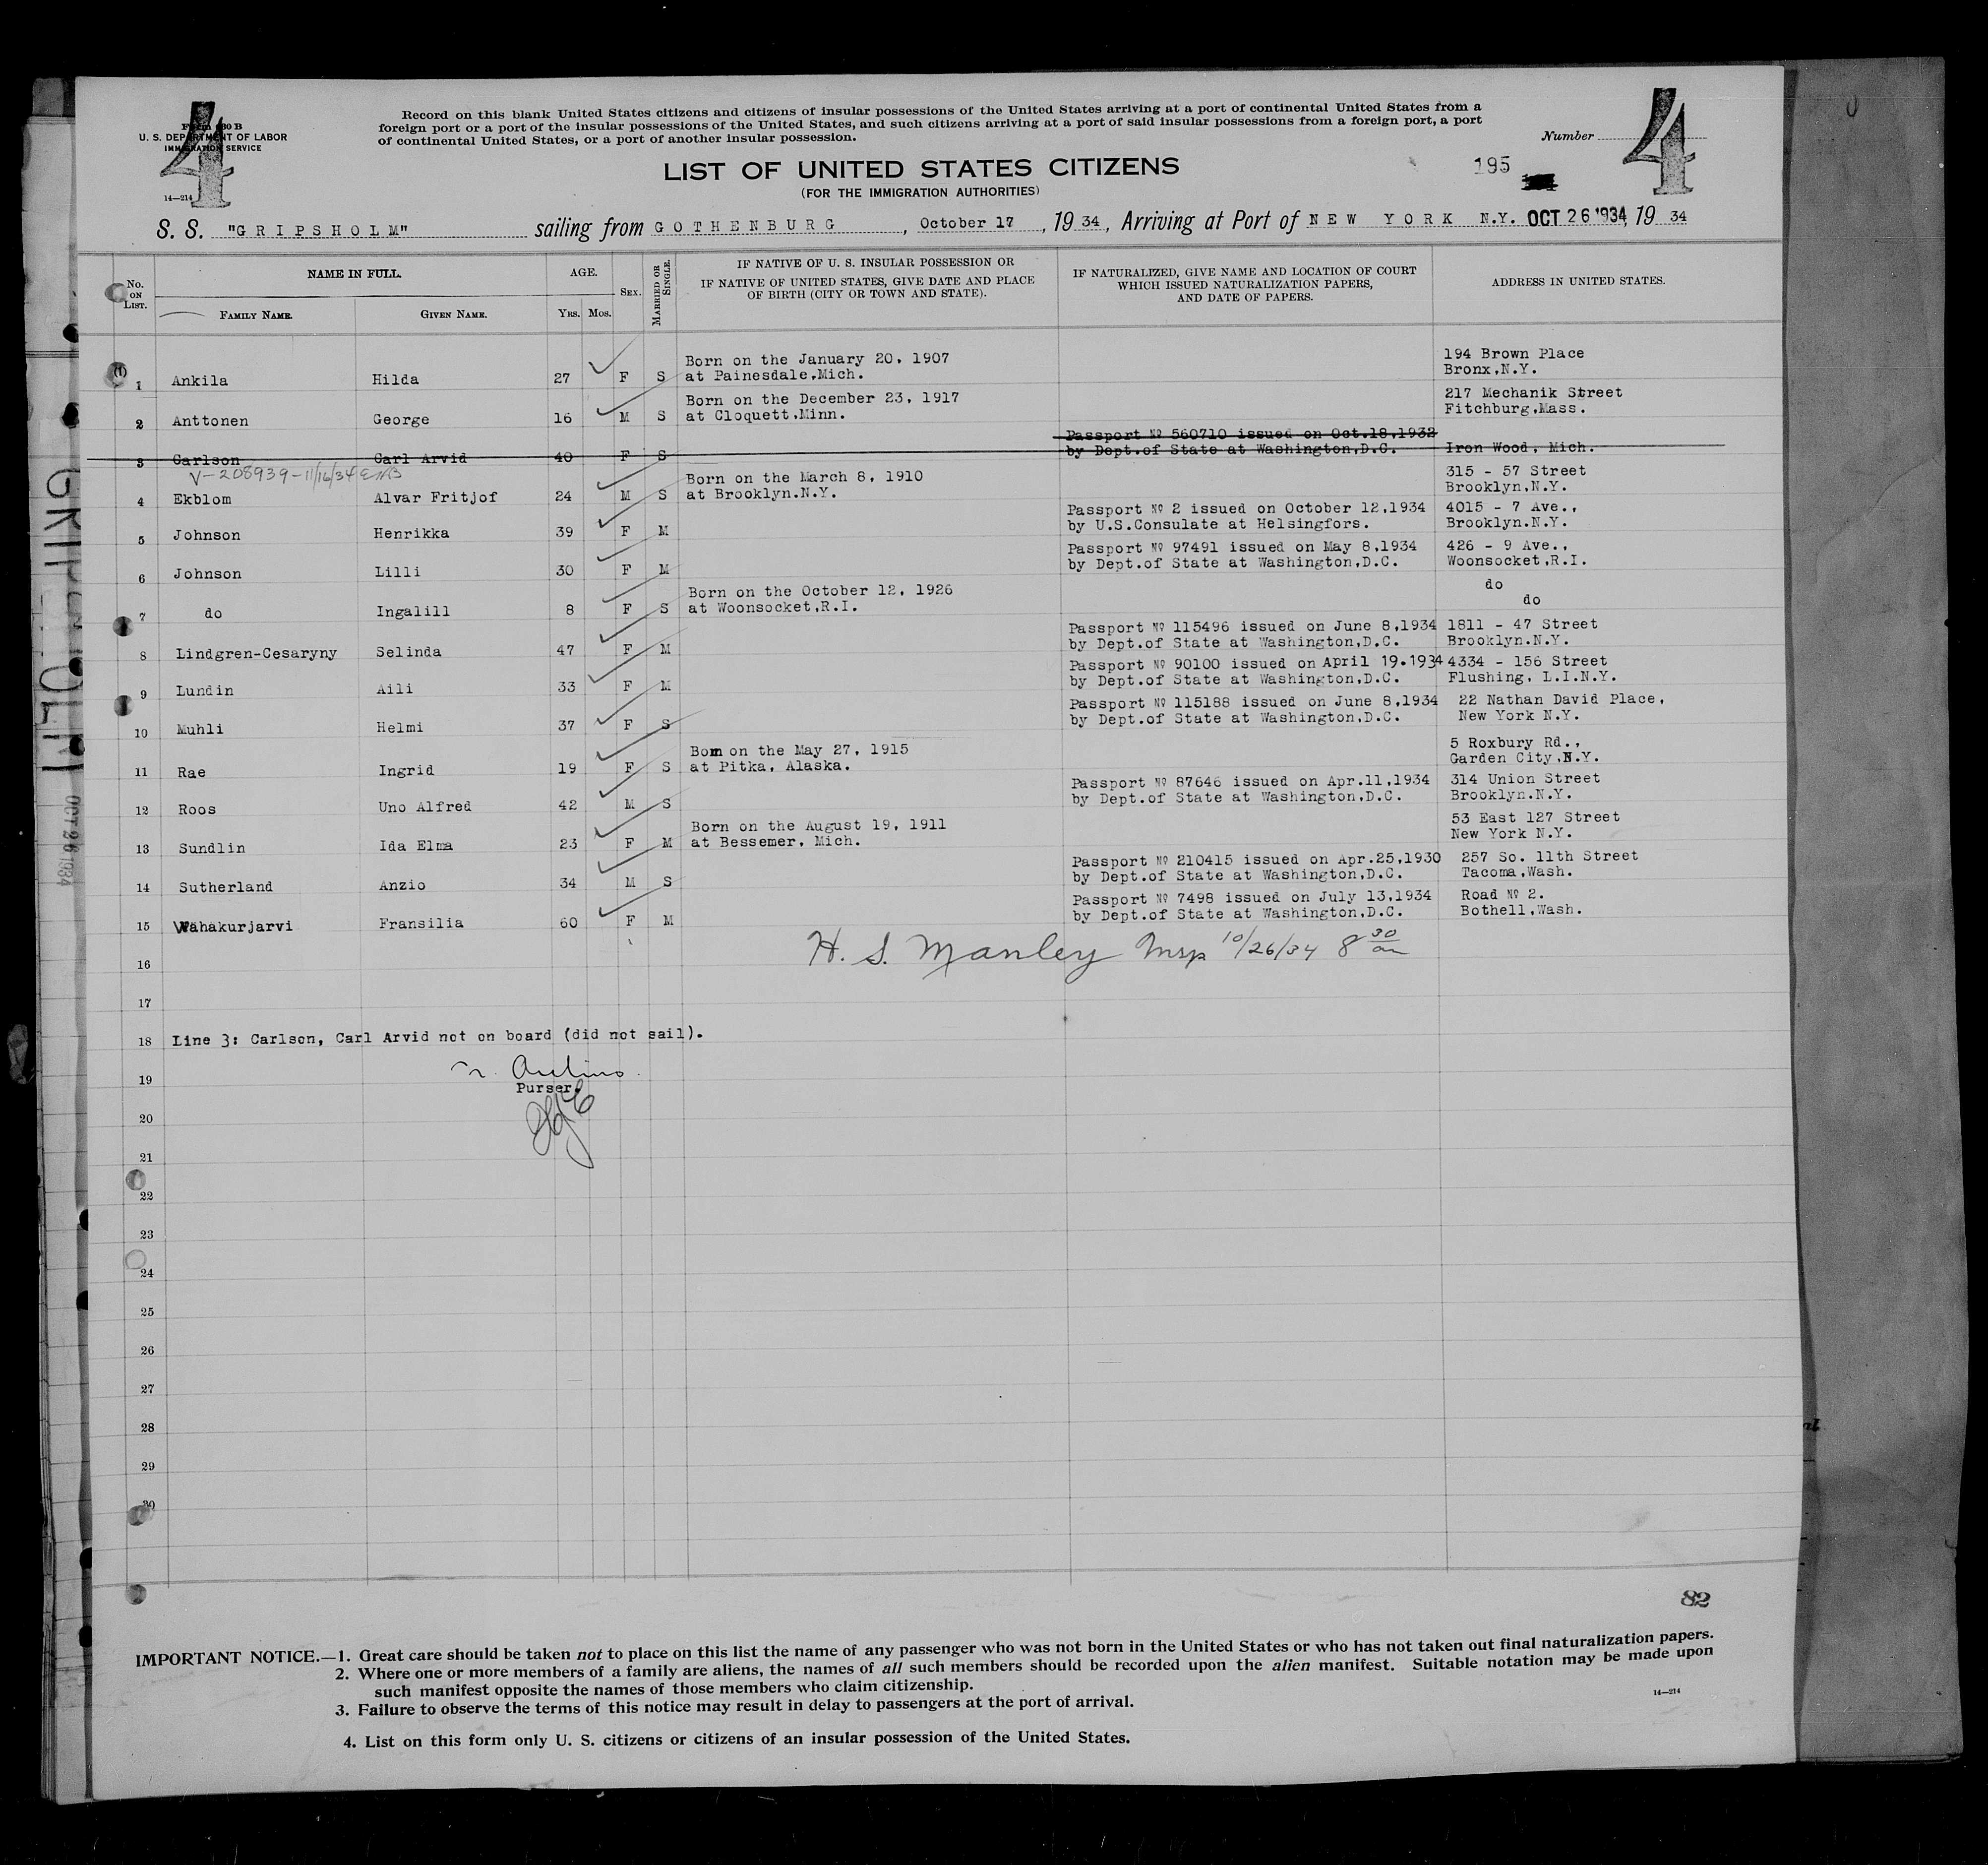 4
Form 630 B
U. S. DEPARTMENT OF LABOR
IMMIGRATION SERVICE
14—214
Record on this blank United States citizens and citizens of insular possessions of the United States arriving at a port of continental United States from a
foreign port or a port of the insular possessions of the United States, and such citizens arriving at a port of said insular possessions from a foreign port, a port
of continental United States, or a port of another insular possession.
Number
4
LIST OF UNITED STATES CITIZENS
(FOR THE IMMIGRATION AUTHORITIES)
195
S. S. "GRIPSHOLM" sailing from GOTHENBURG, October 17, 1934, Arriving at Port of NEW YORK N.Y. OCT 26 1934, 1934
No. ON LIST. NAME IN FULL. AGE. SEX. MARRIED OR SINGLE. IF NATIVE OF U. S. INSULAR POSSESSION OR IF NATIVE OF UNITED STATES, GIVE DATE AND PLACE OF BIRTH (CITY OR TOWN AND STATE). IF NATURALIZED, GIVE NAME AND LOCATION OF COURT WHICH ISSUED NATURALIZATION PAPERS, AND DATE OF PAPERS. ADDRESS IN UNITED STATES.
FAMILY NAME. GIVEN NAME. YRS. MOS.
Born on the January 20, 1907 194 Brown Place
1 Ankila Hilda 27 F S at Painesdale,Mich. Bronx,N.Y.
Born on the December 23, 1917 217 Mechanik Street
2 Anttonen George 16 M S at Cloquett,Minn. Fitchburg,Mass.
Passport № 560710 issued on Oct.18,1932
3 Carlson Carl Arvid 40 F S by Dept.of State at Washington,D.C. Iron Wood, Mich.
V-208939-11/16/34
Born on the March 8, 1910 315 - 57 Street
4 Ekblom Alvar Fritjof 24 M S at Brooklyn.N.Y. Brooklyn,N.Y.
Passport № 2 issued on October 12,1934 4015 - 7 Ave.,
5 Johnson Henrikka 39 F M by U.S.Consulate at Helsingfors. Brooklyn.N.Y.
Passport № 97491 issued on May 8,1934 426 - 9 Ave.,
6 Johnson Lilli 30 F M by Dept.of State at Washington,D.C. Woonsocket,R.I.
Born on the October 12, 1926 do
7 do Ingalill 8 F S at Woonsocket,R.I. do
Passport № 115496 issued on June 8,1934 1811 - 47 Street
8 Lindgren-Cesaryny Selinda 47 F M by Dept.of State at Washington,D.C. Brooklyn.N.Y.
Passport № 90100 issued on April 19.1934 4334 - 156 Street
9 Lundin Aili 33 F M by Dept.of State at Washington,D.C. Flushing, L.I.N.Y.
Passport № 115188 issued on June 8,1934 22 Nathan David Place,
10 Muhli Helmi 37 F S by Dept.of State at Washington,D.C. New York N.Y.
Born on the May 27, 1915 5 Roxbury Rd.,
11 Rae Ingrid 19 F S at Pitka, Alaska. Garden City,N.Y.
Passport № 87646 issued on Apr.11,1934 314 Union Street
12 Roos Uno Alfred 42 M S by Dept.of State at Washington,D.C. Brooklyn.N.Y.
Born on the August 19, 1911 53 East 127 Street
13 Sundlin Ida Elma 23 F M at Bessemer, Mich. New York N.Y.
Passport № 210415 issued on Apr.25,1930 257 So. 11th Street
14 Sutherland Anzio 34 M S by Dept.of State at Washington,D.C. Tacoma,Wash.
Passport № 7498 issued on July 13,1934 Road № 2.
15 Wahakurjarvi Fransilia 60 F M by Dept.of State at Washington,D.C. Bothell,Wash.
H. S. Manley Insp 10/26/34 8 30 am
16
17
18 Line 3: Carlson, Carl Arvid not on board (did not sail).
19
Purser.
20
21
22
23
24
25
26
27
28
29
30
82
IMPORTANT NOTICE.—1. Great care should be taken not to place on this list the name of any passenger who was not born in the United States or who has not taken out final naturalization papers.
2. Where one or more members of a family are aliens, the names of all such members should be recorded upon the alien manifest. Suitable notation may be made upon
such manifest opposite the names of those members who claim citizenship.
3. Failure to observe the terms of this notice may result in delay to passengers at the port of arrival.
14—214
4. List on this form only U. S. citizens or citizens of an insular possession of the United States.
OCT 26 1934